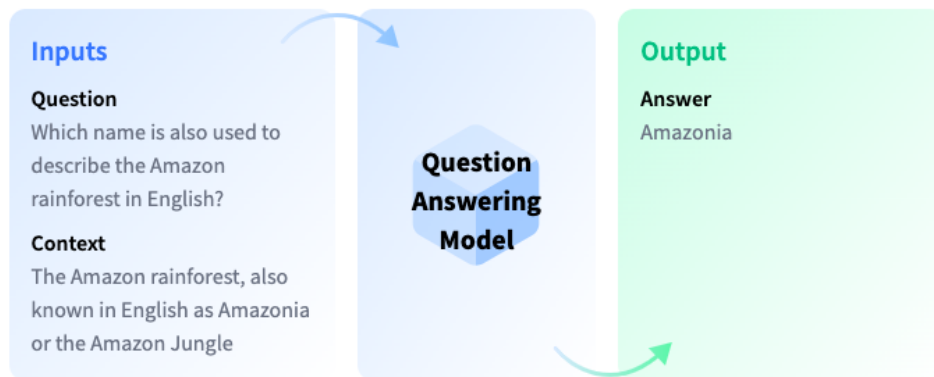 Inputs
Question
Which name is also used to
describe the Amazon
rainforest in English?
Context
The Amazon rainforest, also
known in English as Amazonia
or the Amazon Jungle
Question
Answering
Model
Output
Answer
Amazonia